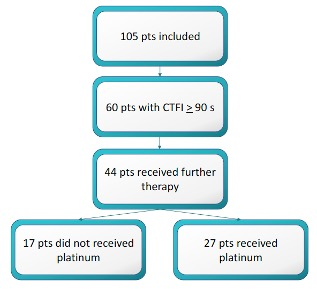 105 pts included
60 pts with CTFI ≥ 90 s
44 pts received further
therapy
17 pts did not received
platinum
27 pts received
platinum